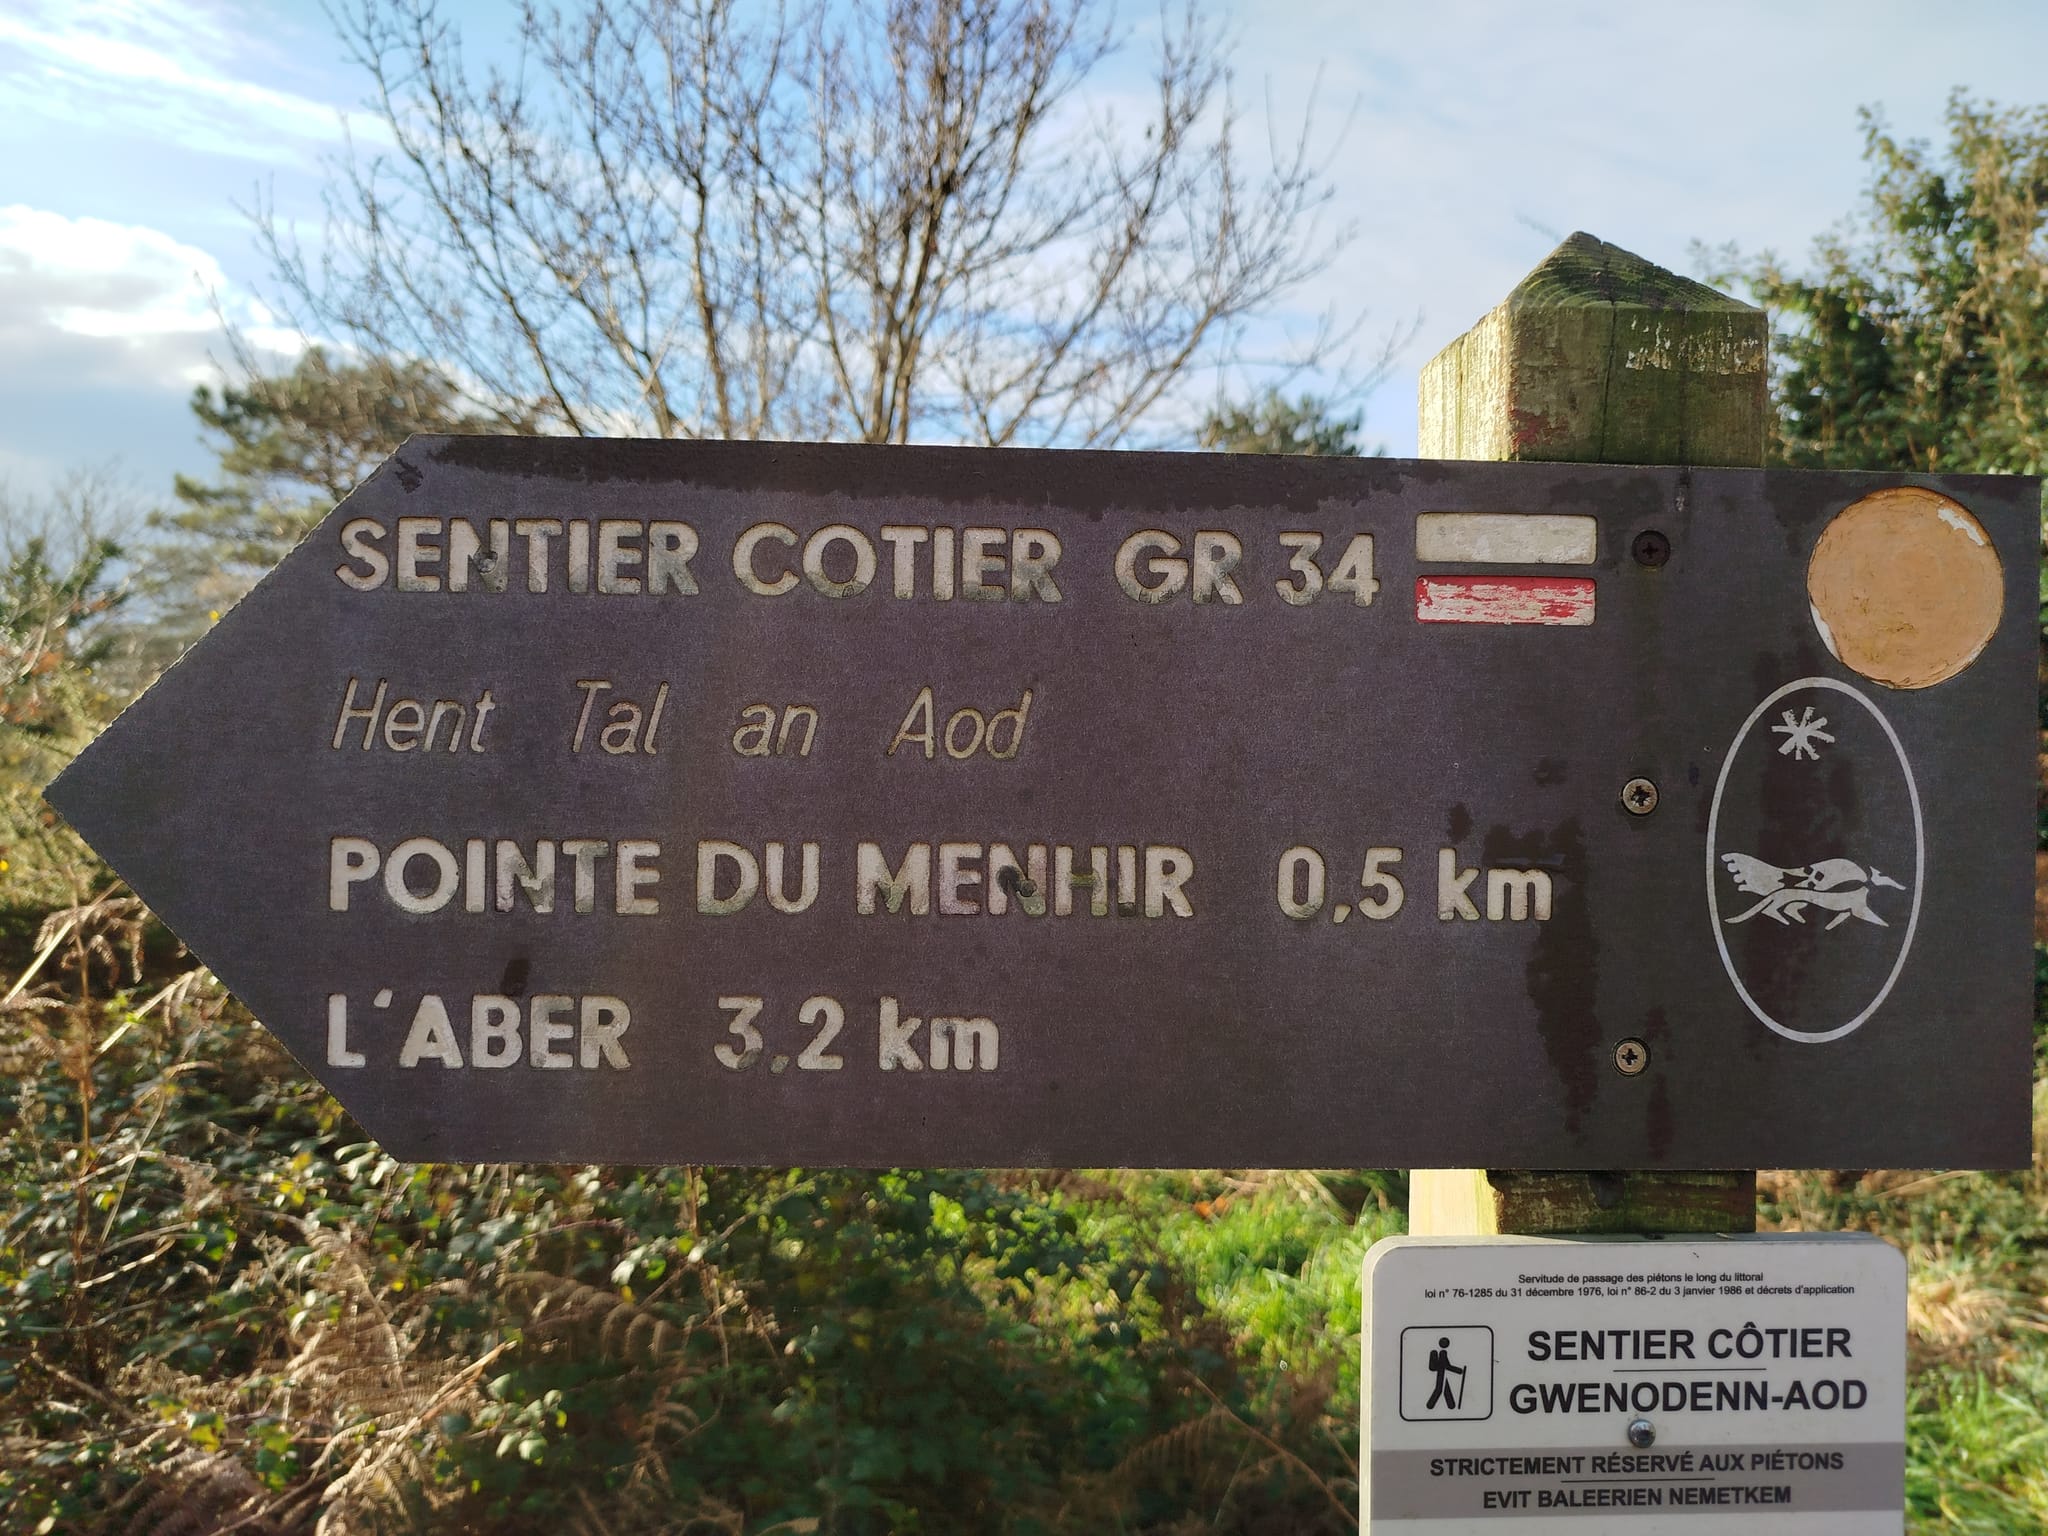 SENTIER COTIER GR 34
Hent Tal an Aod
POINTE DU MENHIR 0,5 km
L'ABER 3,2 km
Servitude de passage des piétons le long du littoral
loi n° 76-1285 du 31 décembre 1976, loi n° 86-2 du 3 janvier 1986 et décrets d'application
SENTIER CÔTIER
GWENODENN-AOD
STRICTEMENT RÉSERVÉ AUX PIÉTONS
EVIT BALEERIEN NEMETKEM